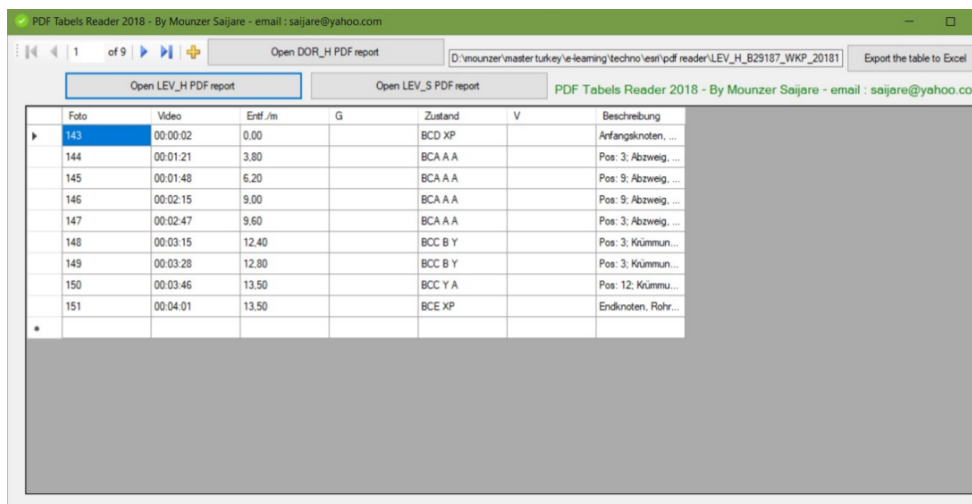 PDF Tabels Reader 2018 - By Mounzer Saijare - email : saijare@yahoo.com
1 of 9 Open DOR_H PDF report D:\mounzer\master turkey\e-learning\techno\esri\pdf reader\LEV_H_B29187_WKP_20181 Export the table to Excel
Open LEV_H PDF report Open LEV_S PDF report PDF Tabels Reader 2018 - By Mounzer Saijare - email : saijare@yahoo.co
Foto Video Entf./m G Zustand V Beschreibung
143 00:00:02 0,00 BCD XP Anfangsknoten, ...
144 00:01:21 3,80 BCA A A Pos: 3; Abzweig, ...
145 00:01:48 6,20 BCA A A Pos: 9; Abzweig, ...
146 00:02:15 9,00 BCA A A Pos: 9; Abzweig, ...
147 00:02:47 9,60 BCA A A Pos: 3; Abzweig, ...
148 00:03:15 12,40 BCC B Y Pos: 3; Krümmun...
149 00:03:28 12,80 BCC B Y Pos: 3; Krümmun...
150 00:03:46 13,50 BCC Y A Pos: 12; Krümmu...
151 00:04:01 13,50 BCE XP Endknoten, Rohr...